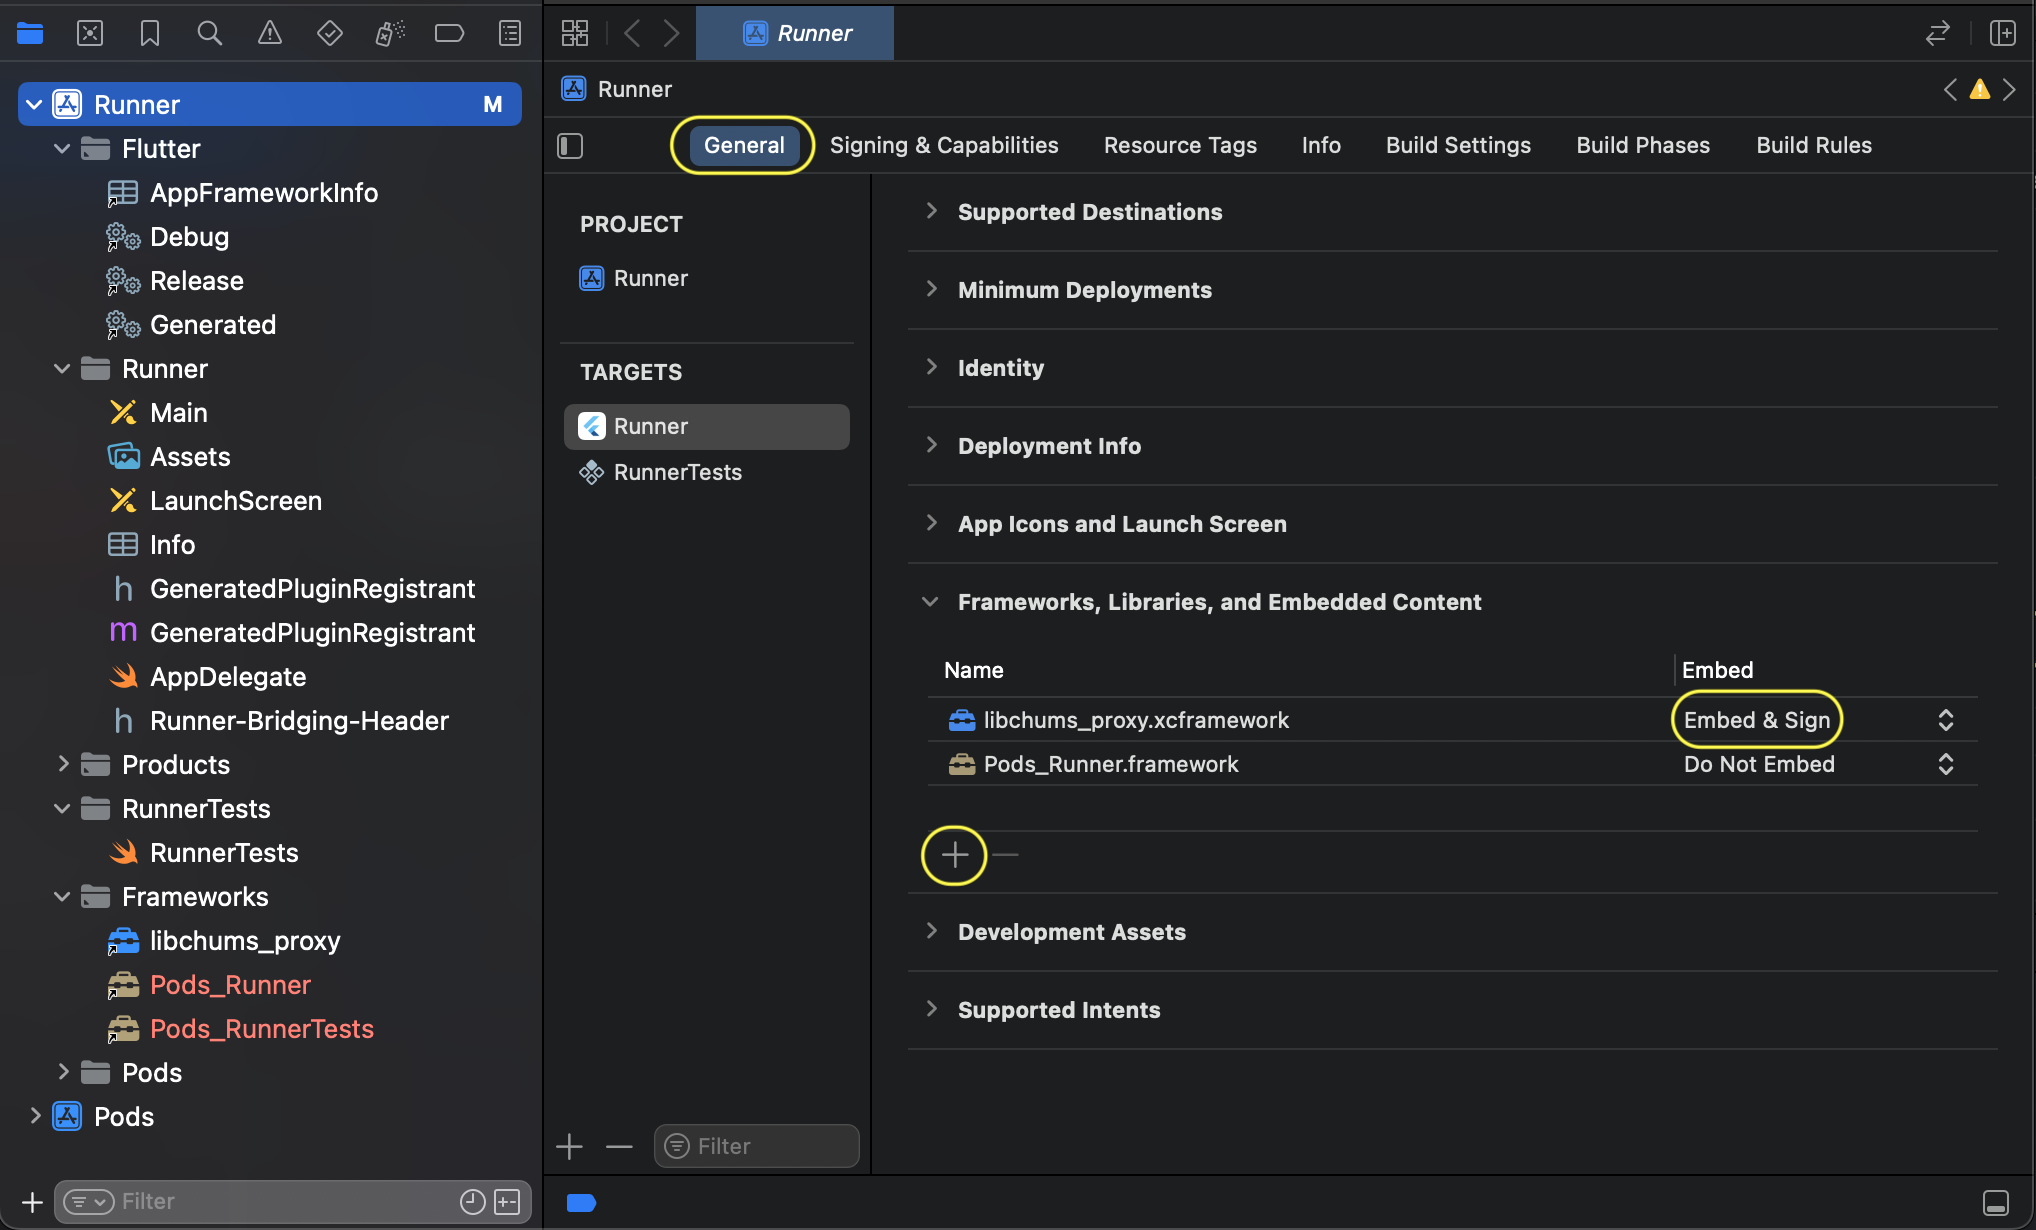 Runner
Runner M
Flutter
AppFrameworkInfo
Debug
Release
Generated
Runner
Main
Assets
LaunchScreen
Info
h GeneratedPluginRegistrant
m GeneratedPluginRegistrant
AppDelegate
h Runner-Bridging-Header
Products
RunnerTests
RunnerTests
Frameworks
libchums_proxy
Pods_Runner
Pods_RunnerTests
Pods
Pods
Filter
Runner
General Signing & Capabilities Resource Tags Info Build Settings Build Phases Build Rules
PROJECT
Runner
TARGETS
Runner
RunnerTests
Filter
Supported Destinations
Minimum Deployments
Identity
Deployment Info
App Icons and Launch Screen
Frameworks, Libraries, and Embedded Content
Name Embed
libchums_proxy.xcframework Embed & Sign
Pods_Runner.framework Do Not Embed
Development Assets
Supported Intents